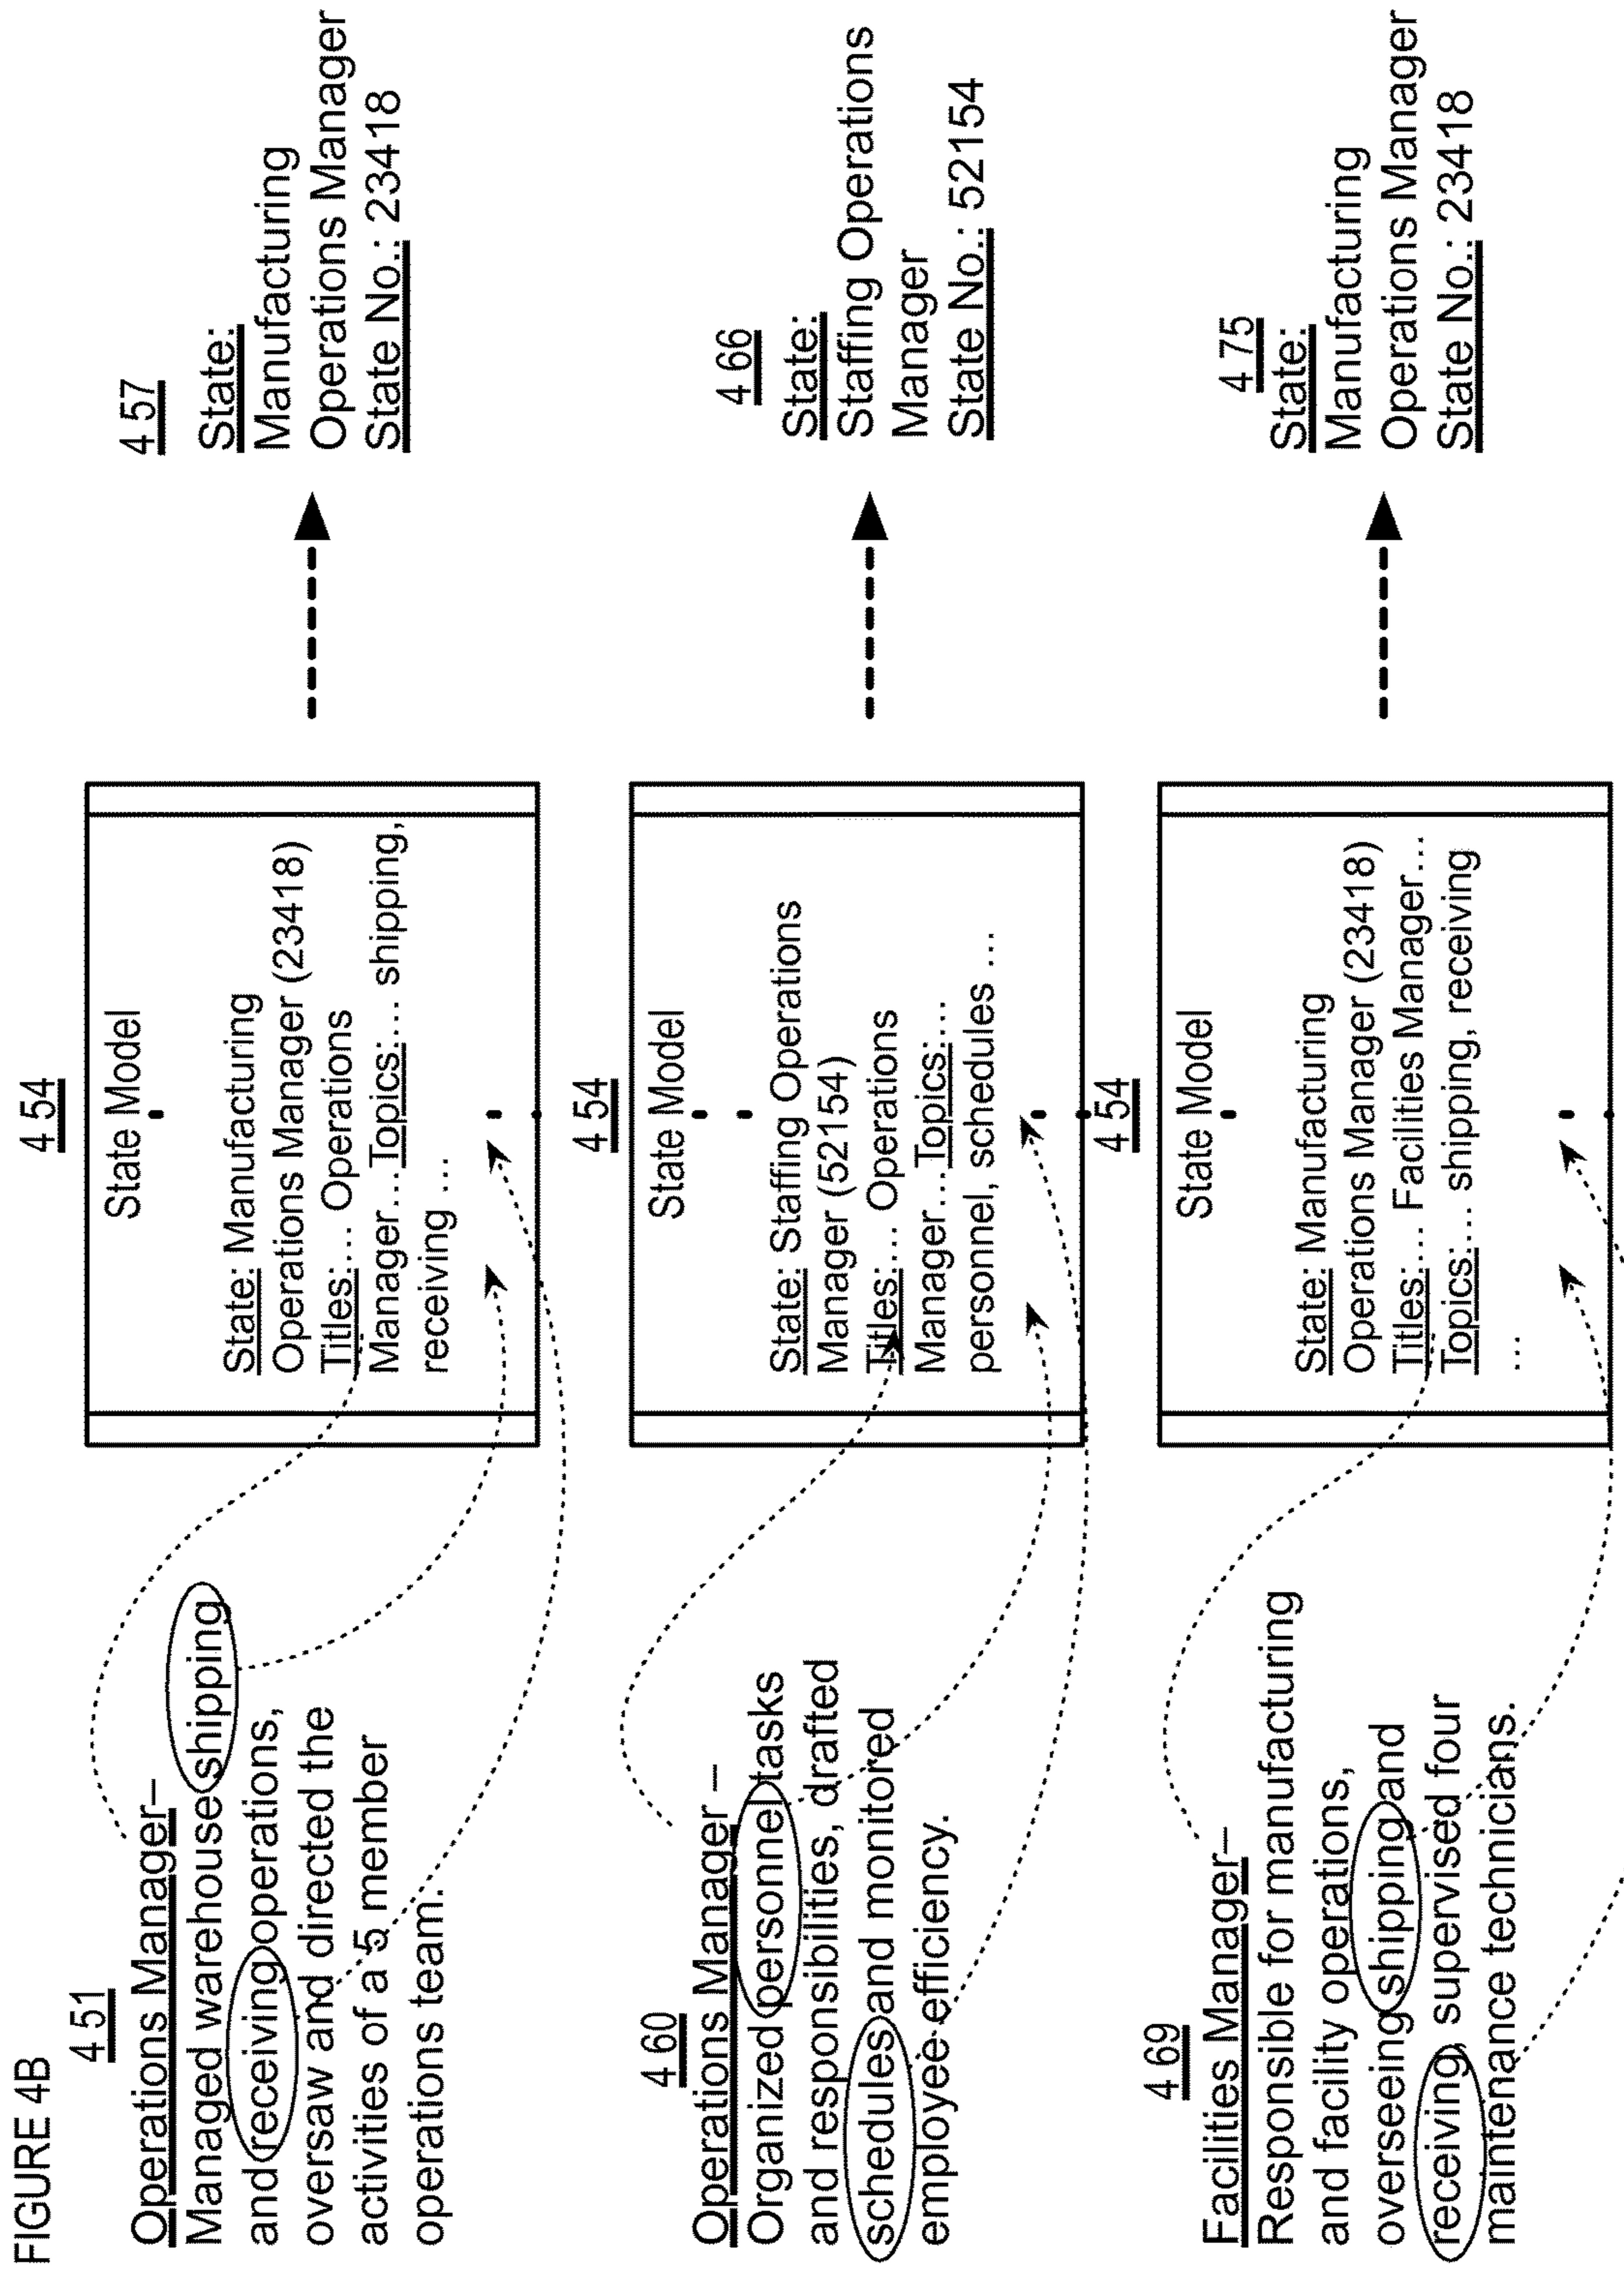 FIGURE 4B
4 51
Operations Manager–
Managed warehouse shipping
and receiving operations,
oversaw and directed the
activities of a 5 member
operations team.
4 54
State Model
State: Manufacturing
Operations Manager (23418)
Titles:... Operations
Manager... Topics:... shipping,
receiving ...
4 57
State:
Manufacturing
Operations Manager
State No.: 23418
4 60
Operations Manager –
Organized personnel tasks
and responsibilities, drafted
schedules and monitored
employee efficiency.
4 54
State Model
State: Staffing Operations
Manager (52154)
Titles:... Operations
Manager... Topics:...
personnel, schedules ...
4 66
State:
Staffing Operations
Manager
State No.: 52154
4 69
Facilities Manager–
Responsible for manufacturing
and facility operations,
overseeing shipping and
receiving, supervised four
maintenance technicians.
4 54
State Model
State: Manufacturing
Operations Manager (23418)
Titles:... Facilities Manager...
Topics:... shipping, receiving
...
4 75
State:
Manufacturing
Operations Manager
State No.: 23418